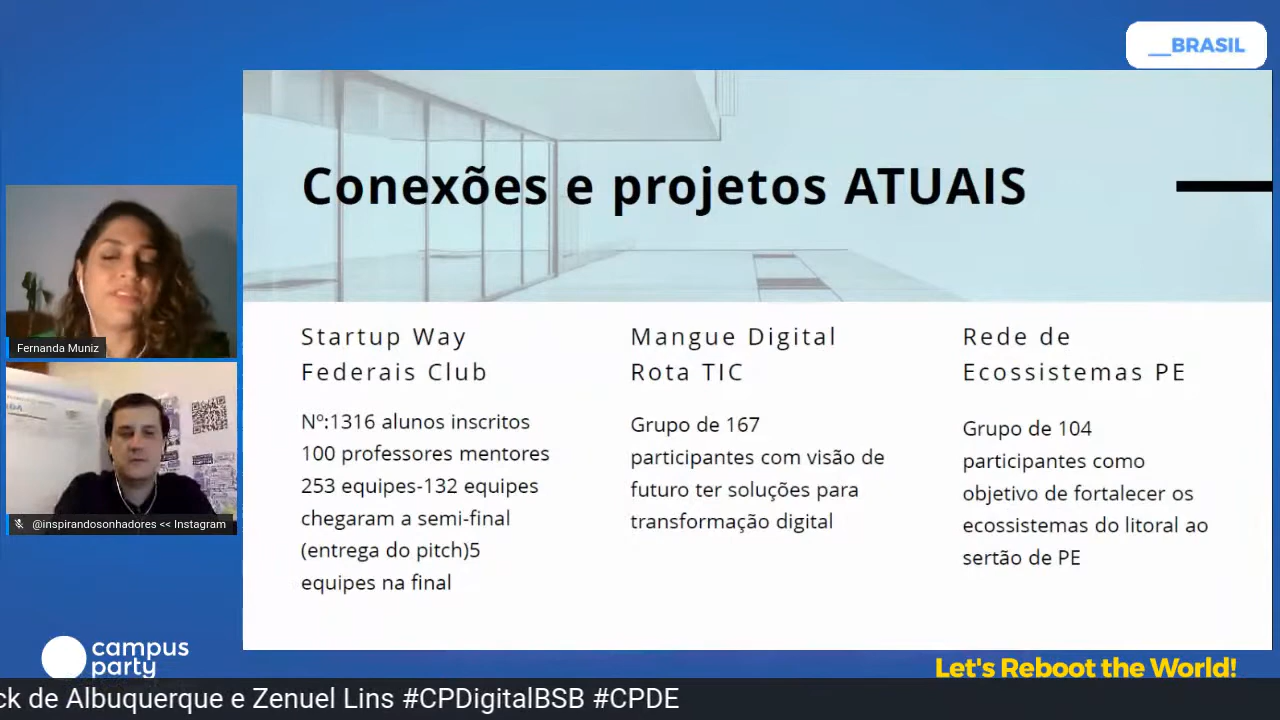 __BRASIL
Conexões e projetos ATUAIS
Startup Way
Federais Club
Nº:1316 alunos inscritos
100 professores mentores
253 equipes-132 equipes
chegaram a semi-final
(entrega do pitch)5
equipes na final
Mangue Digital
Rota TIC
Grupo de 167
participantes com visão de
futuro ter soluções para
transformação digital
Rede de
Ecossistemas PE
Grupo de 104
participantes como
objetivo de fortalecer os
ecossistemas do litoral ao
sertão de PE
Fernanda Muniz
@inspirandosonhadores << Instagram
campus
party
Let's Reboot the World!
ck de Albuquerque e Zenuel Lins #CPDigitalBSB #CPDE